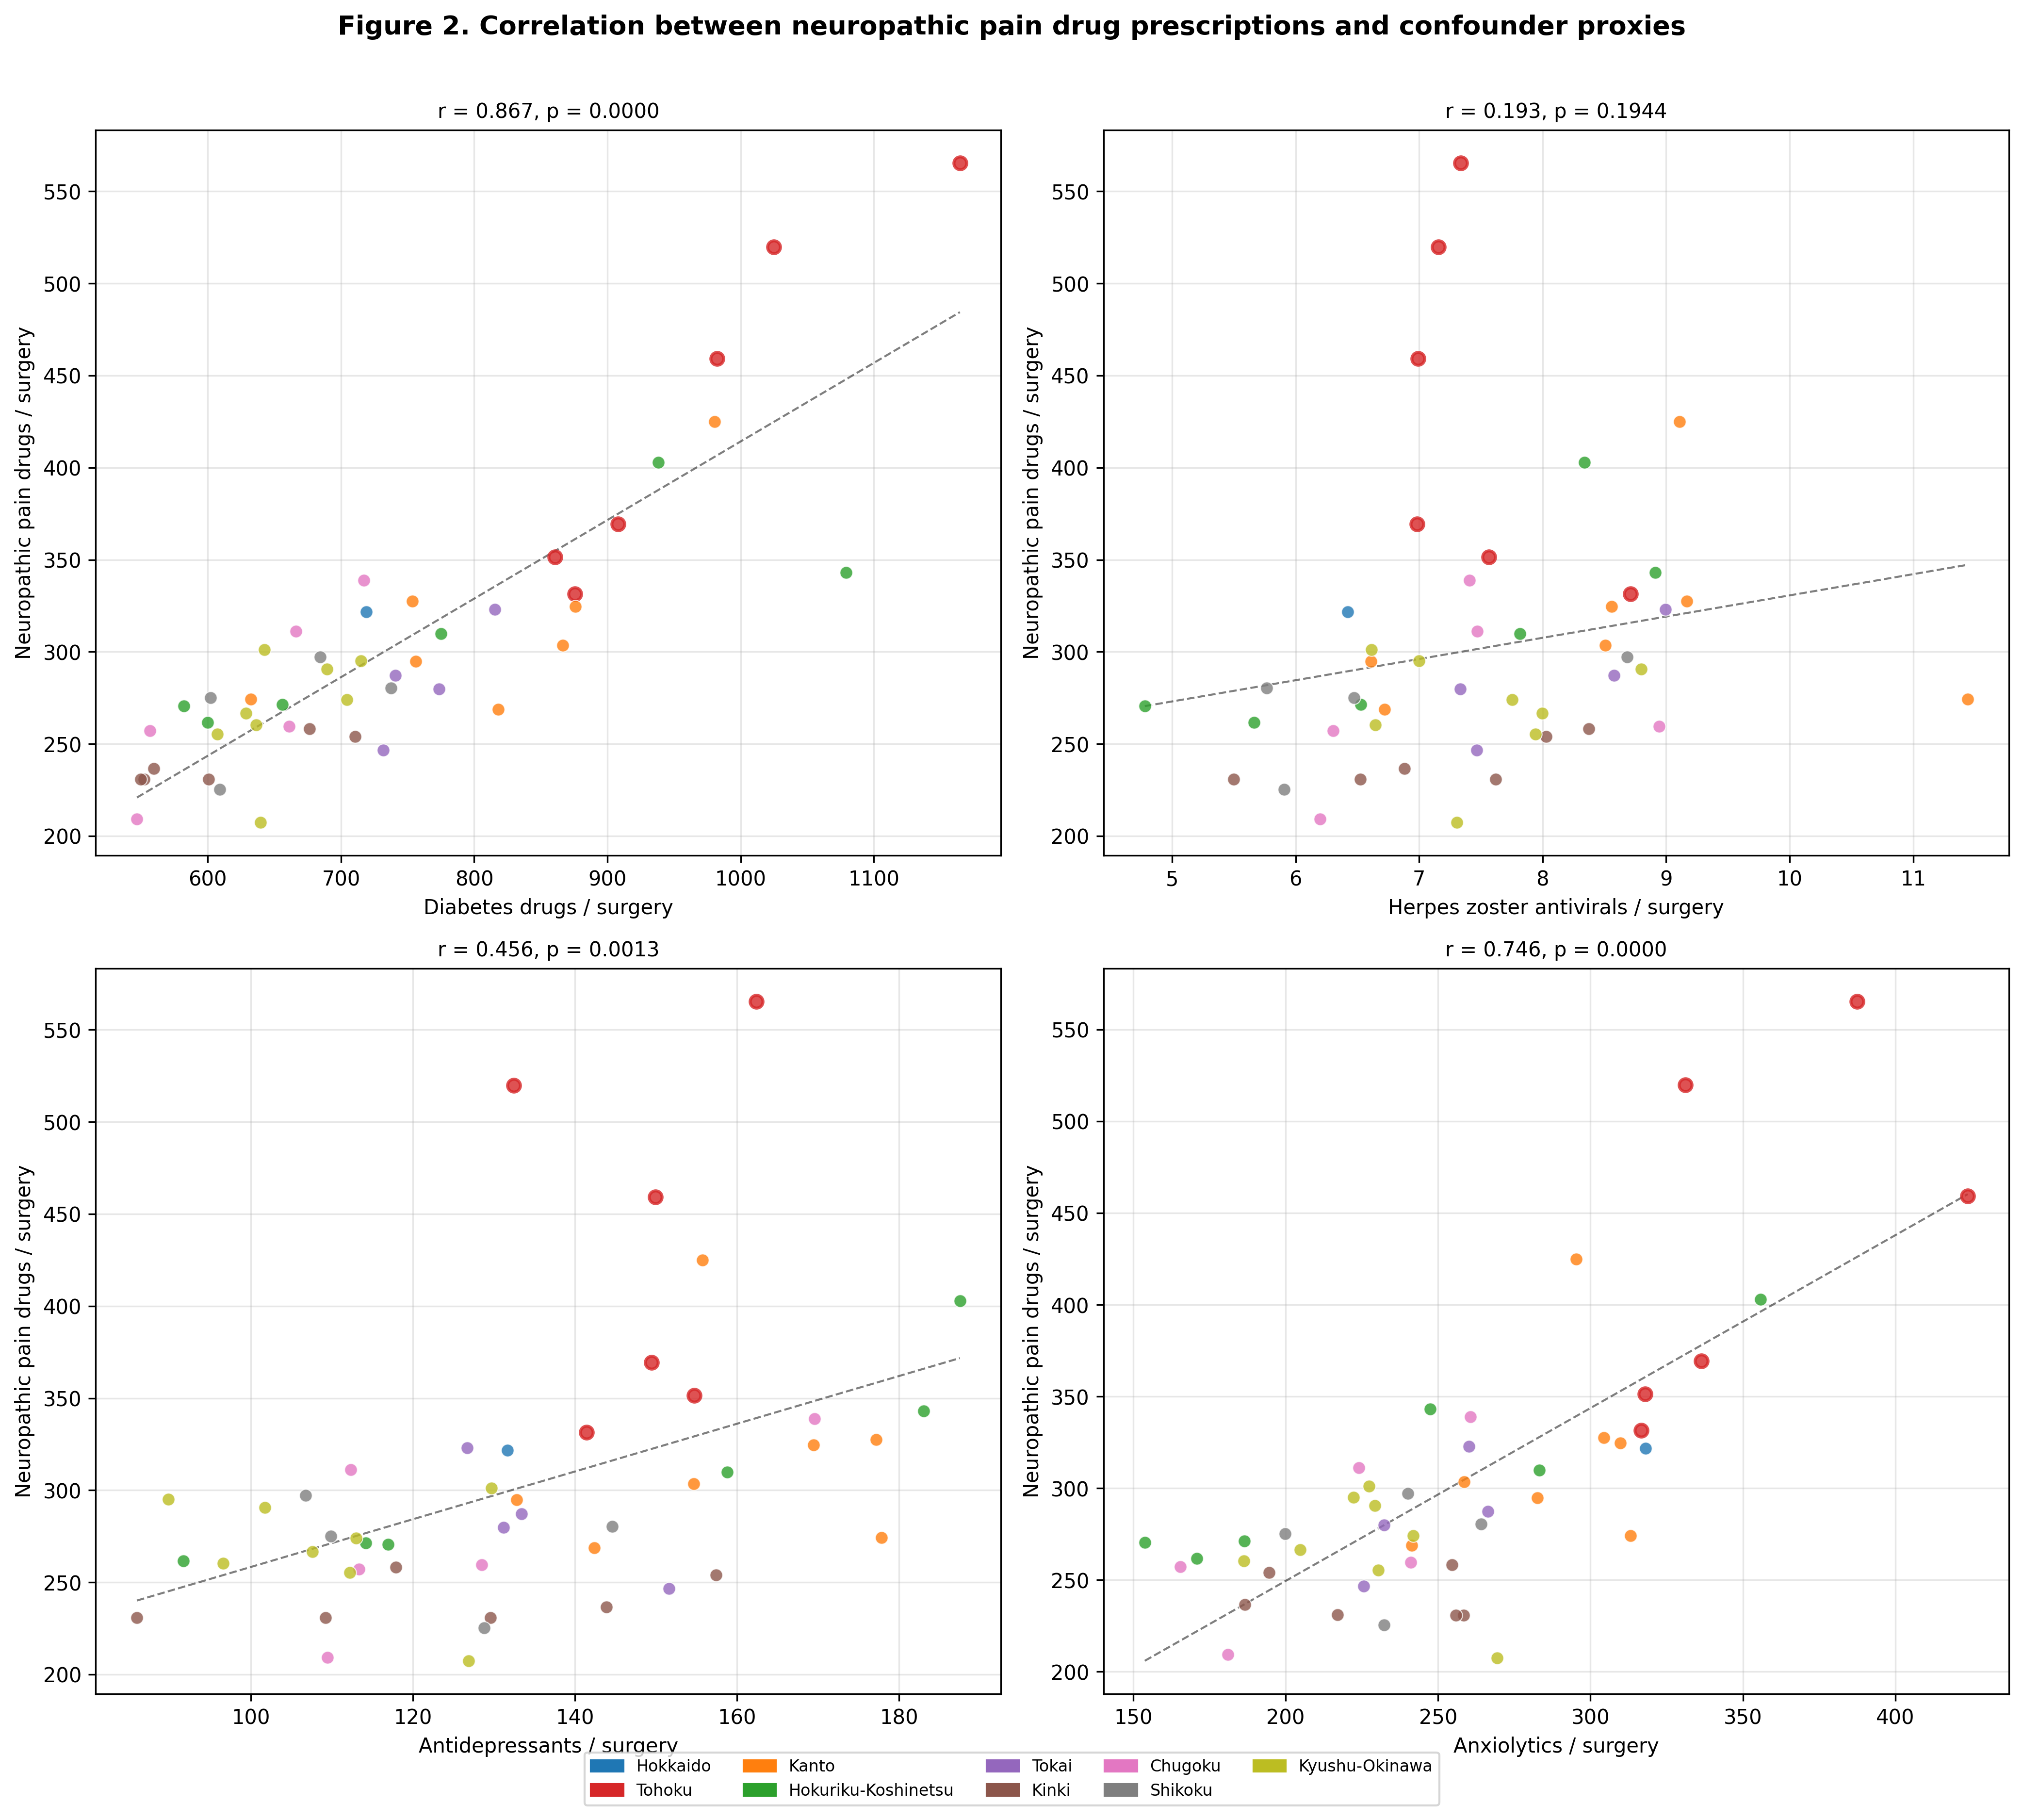 Figure 2. Correlation between neuropathic pain drug prescriptions and confounder proxies
r = 0.867, p = 0.0000
Neuropathic pain drugs / surgery
550
500
450
400
350
300
250
200
600 700 800 900 1000 1100
Diabetes drugs / surgery
r = 0.193, p = 0.1944
Neuropathic pain drugs / surgery
550
500
450
400
350
300
250
200
5 6 7 8 9 10 11
Herpes zoster antivirals / surgery
r = 0.456, p = 0.0013
Neuropathic pain drugs / surgery
550
500
450
400
350
300
250
200
100 120 140 160 180
Antidepressants / surgery
r = 0.746, p = 0.0000
Neuropathic pain drugs / surgery
550
500
450
400
350
300
250
200
150 200 250 300 350 400
Anxiolytics / surgery
Hokkaido Kanto Tokai Chugoku Kyushu-Okinawa
Tohoku Hokuriku-Koshinetsu Kinki Shikoku